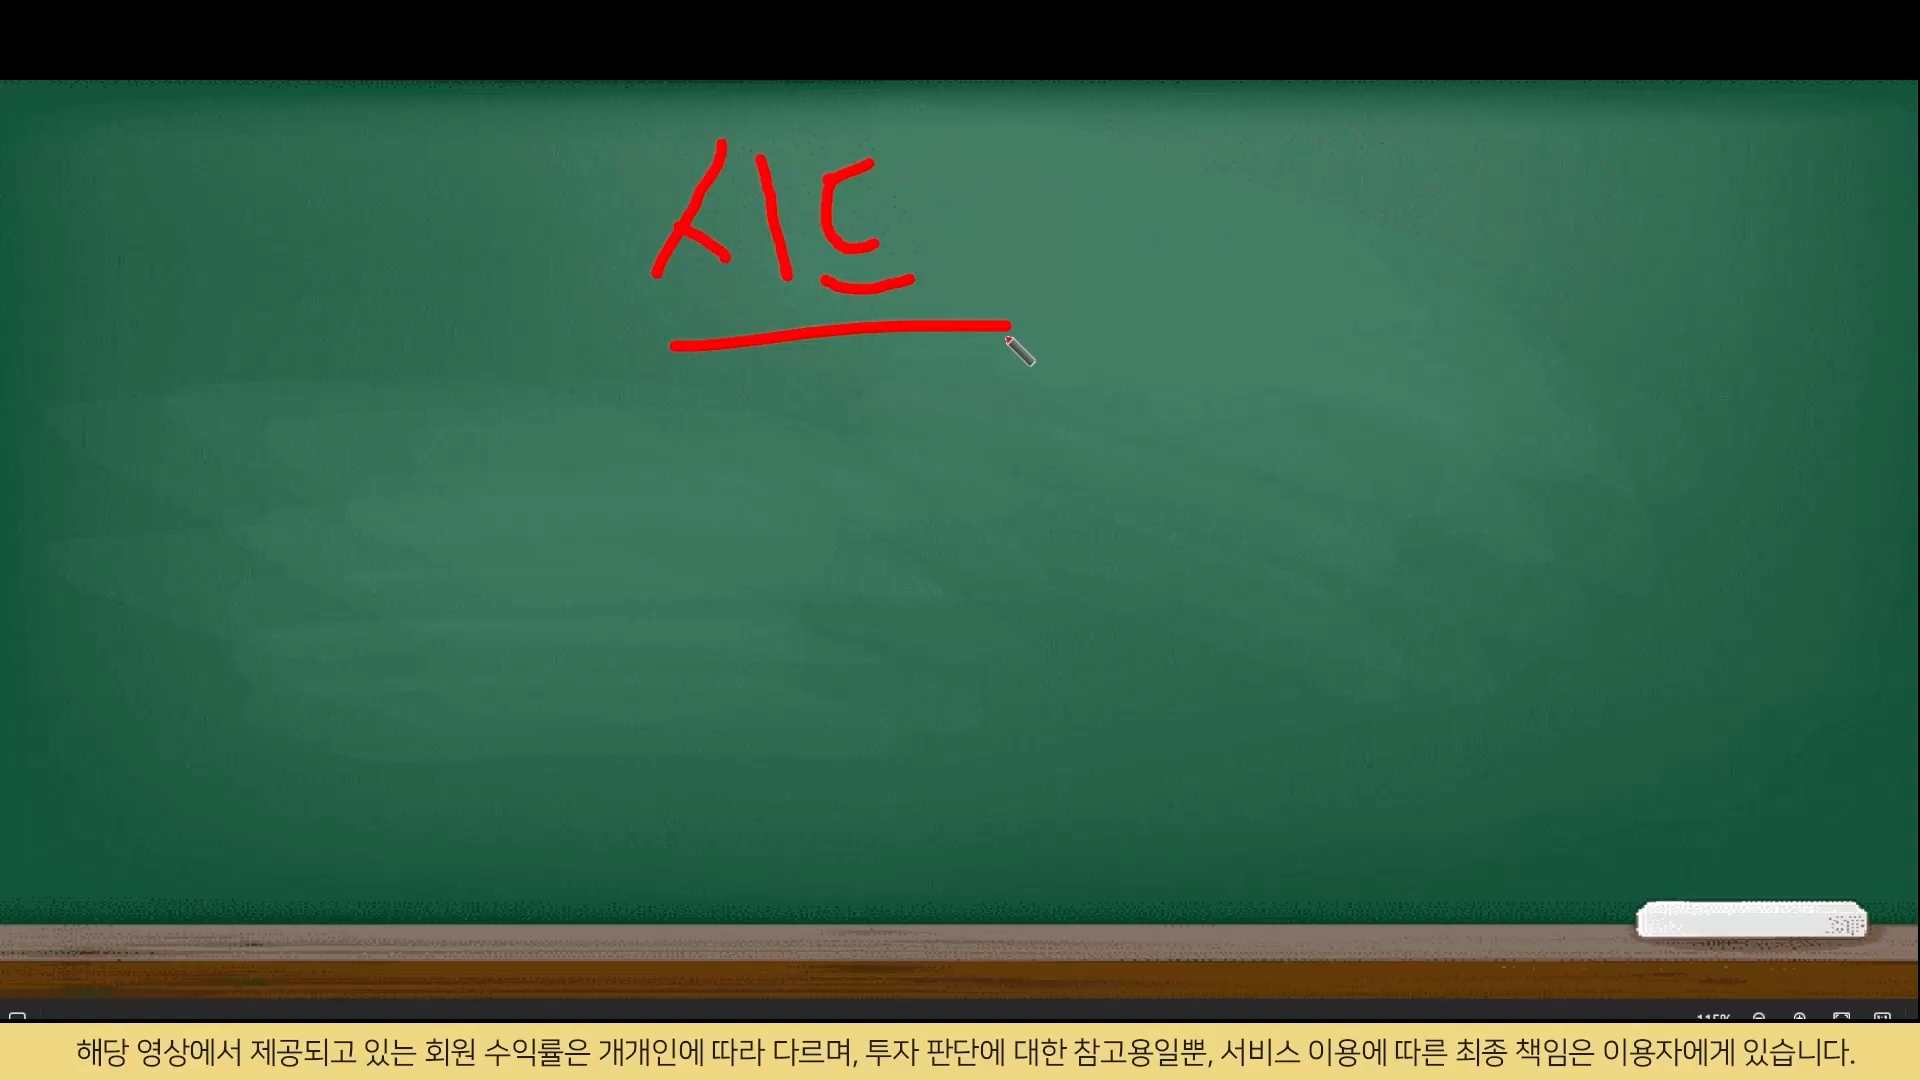 시드
115%
해당 영상에서 제공되고 있는 회원 수익률은 개개인에 따라 다르며, 투자 판단에 대한 참고용일뿐, 서비스 이용에 따른 최종 책임은 이용자에게 있습니다.